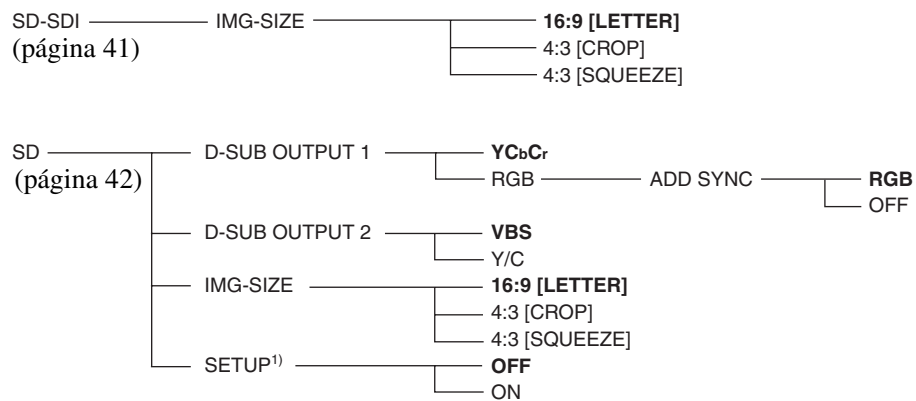 SD-SDI IMG-SIZE 16:9 [LETTER]
(página 41)
4:3 [CROP]
4:3 [SQUEEZE]
SD D-SUB OUTPUT 1 YCbCr
(página 42)
RGB ADD SYNC RGB
OFF
D-SUB OUTPUT 2 VBS
Y/C
IMG-SIZE 16:9 [LETTER]
4:3 [CROP]
4:3 [SQUEEZE]
SETUP1) OFF
ON